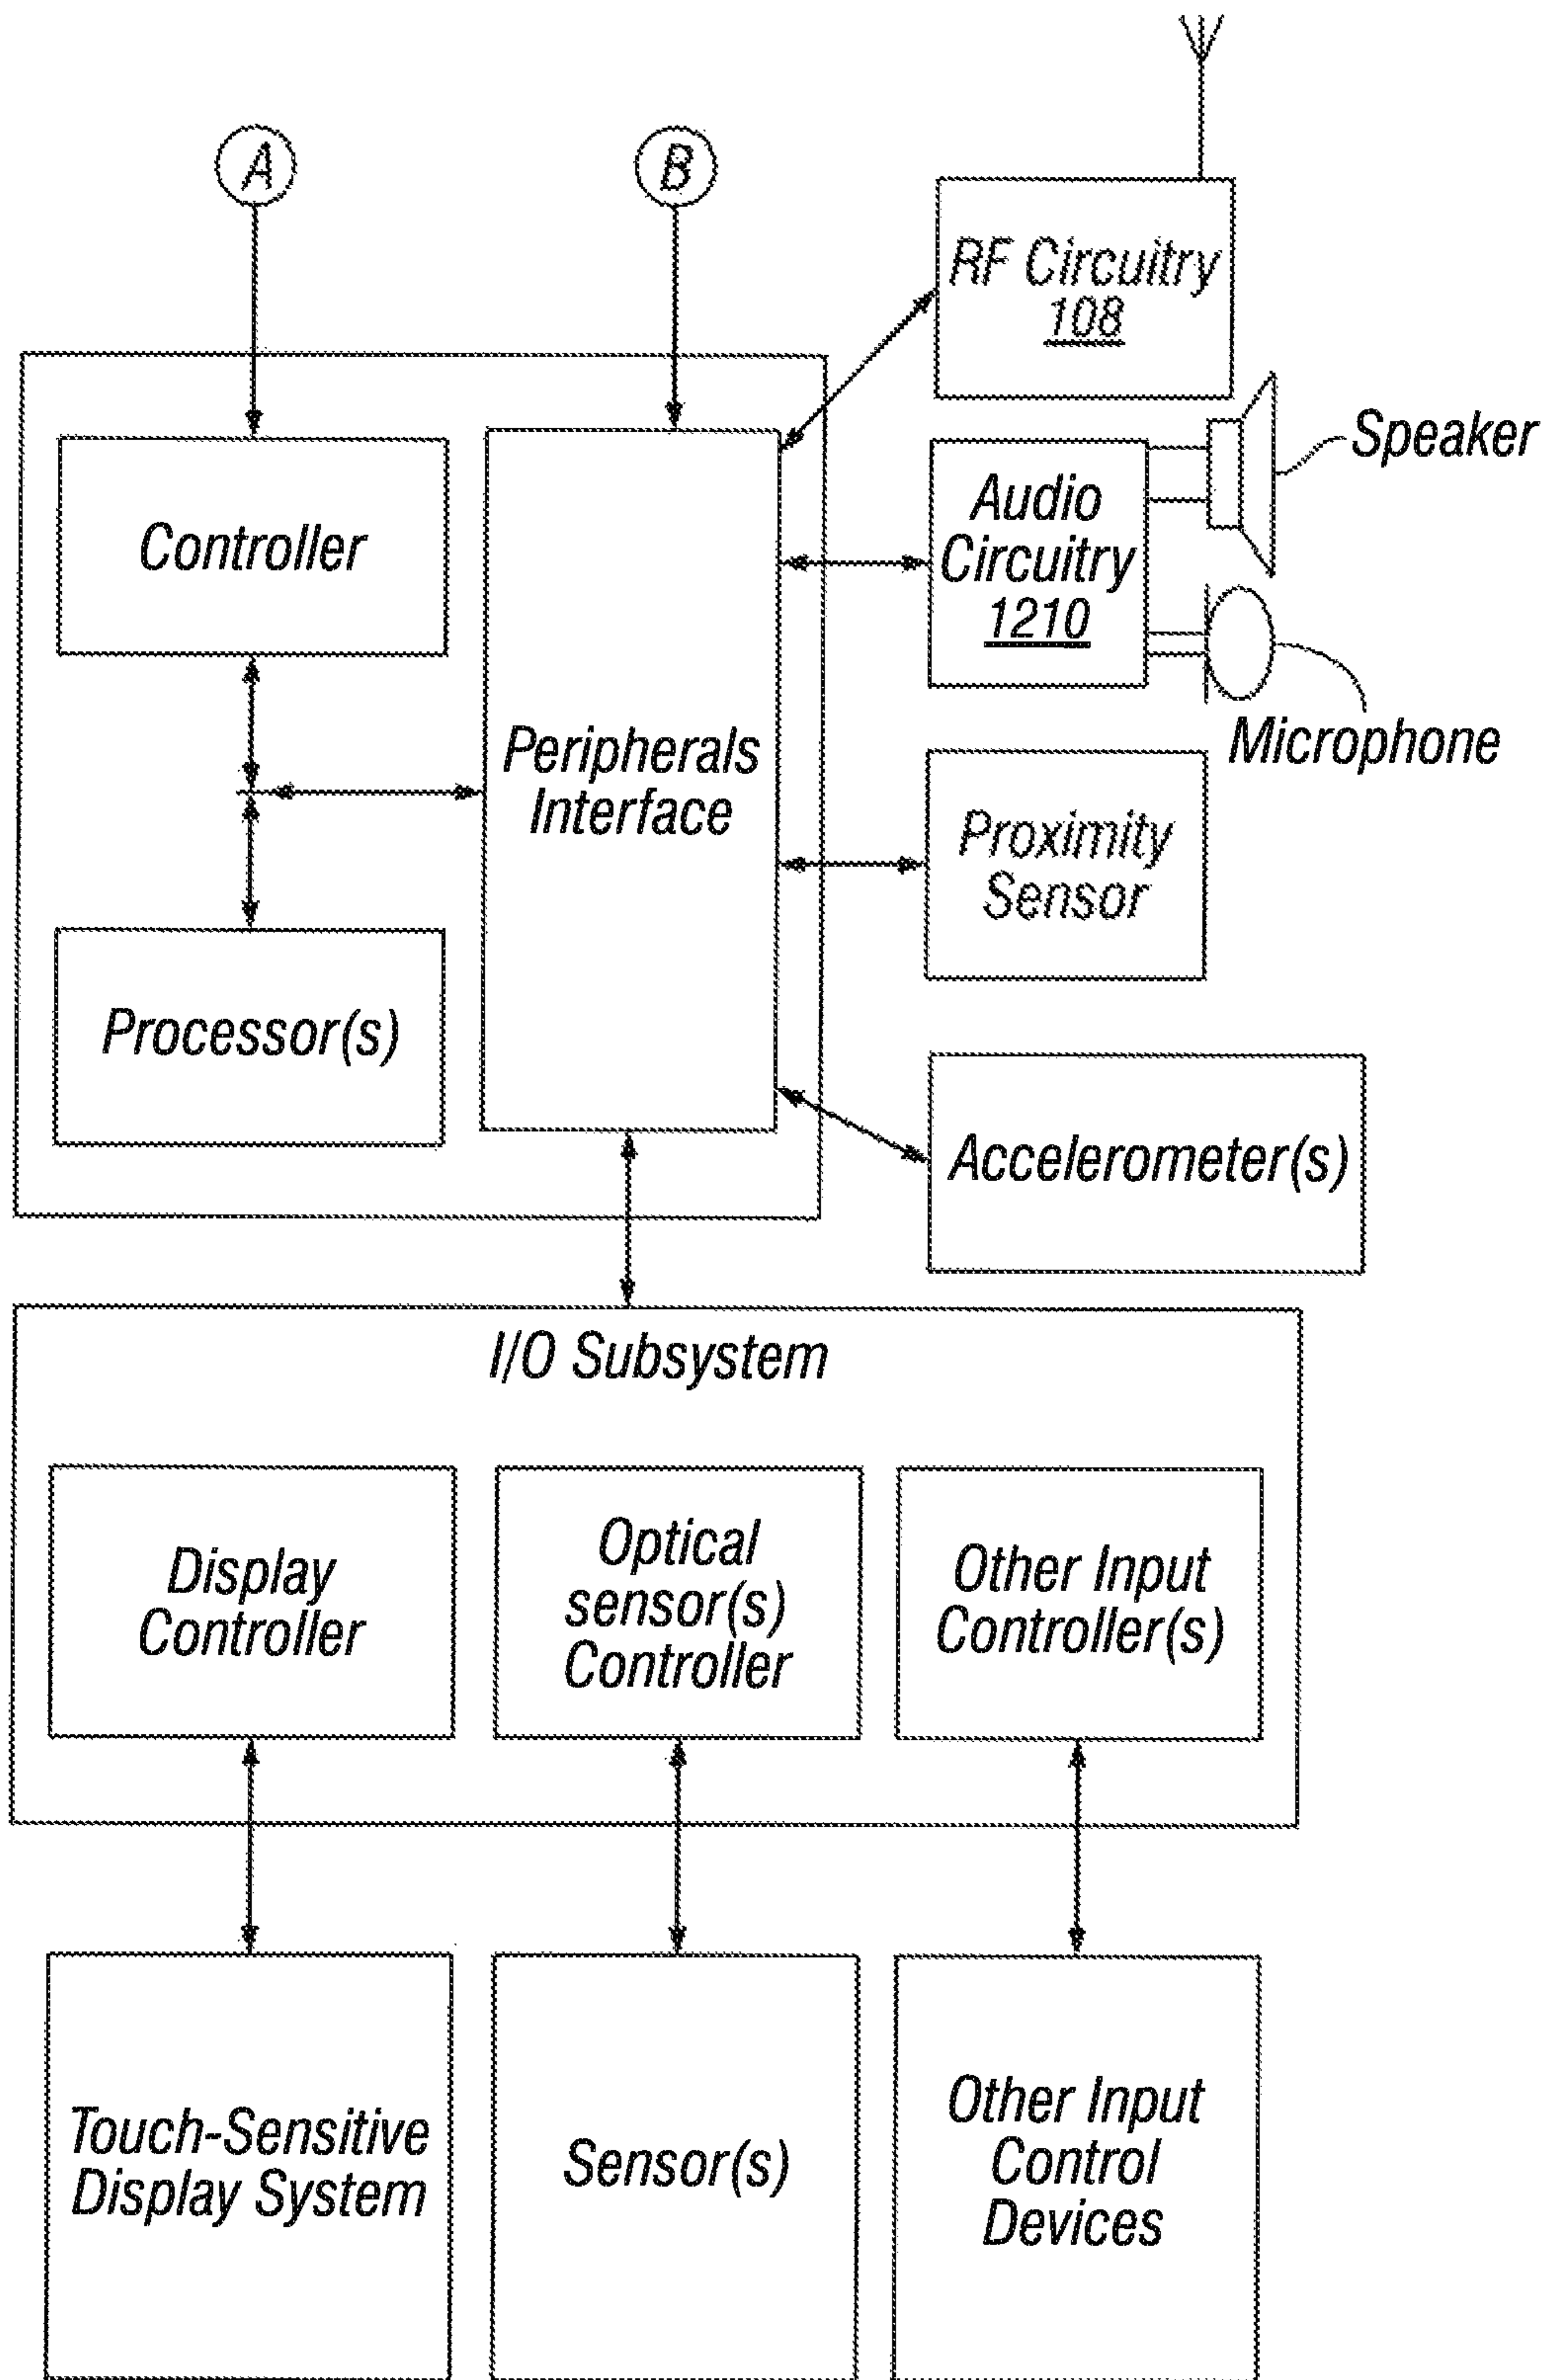 A
B
RF Circuitry
108
Speaker
Controller
Audio
Circuitry
1210
Microphone
Peripherals
Interface
Proximity
Sensor
Processor(s)
Accelerometer(s)
I/O Subsystem
Display
Controller
Optical
sensor(s)
Controller
Other Input
Controller(s)
Touch-Sensitive
Display System
Sensor(s)
Other Input
Control
Devices